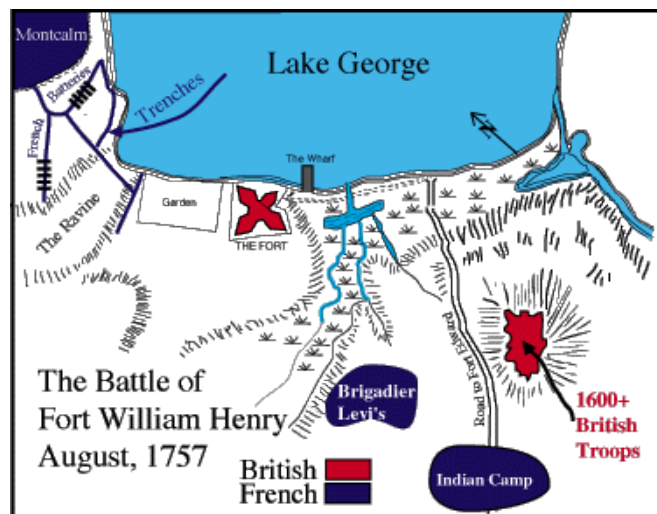 Montcalm
Batteries
French
Trenches
Lake George
N
The Wharf
The Ravine
Garden
THE FORT
Road to Fort Edward
The Battle of
Fort William Henry
August, 1757
Brigadier
Levi's
1600+
British
Troops
British
French
Indian Camp